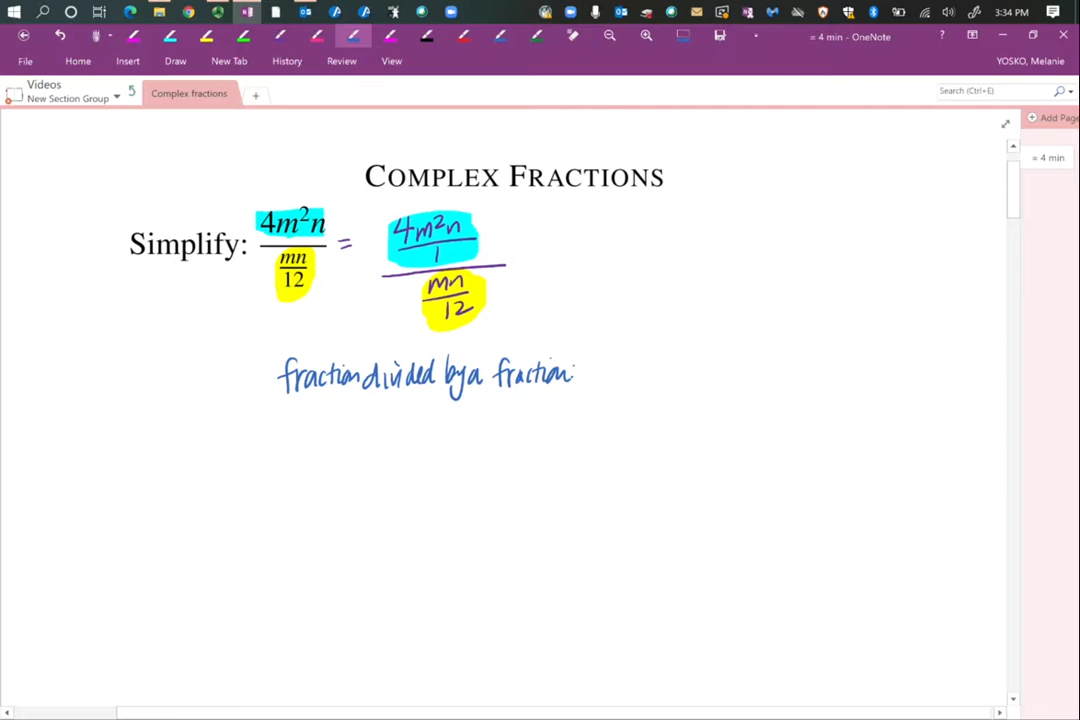 3:34 PM
= 4 min - OneNote
?
File
Home
Insert
Draw
New Tab
History
Review
View
YOSKO, Melanie
Videos
New Section Group
5
Complex fractions
+
Search (Ctrl+E)
Add Page
= 4 min
COMPLEX FRACTIONS
Simplify: 4m²n / (mn/12) = (4m²n/1) / (mn/12)
fraction divided by a fraction: